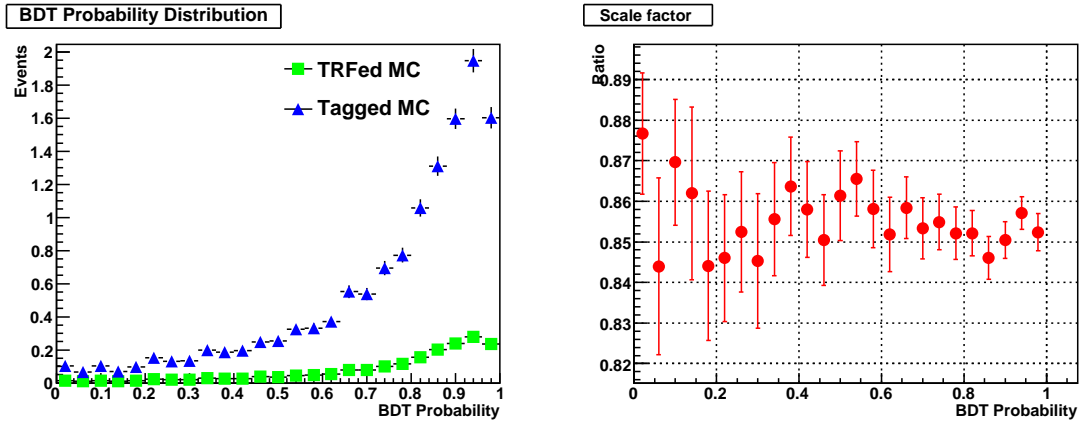 BDT Probability Distribution
Events
2
1.8
1.6
1.4
1.2
1
0.8
0.6
0.4
0.2
0
TRFed MC
Tagged MC
0 0.1 0.2 0.3 0.4 0.5 0.6 0.7 0.8 0.9 1
BDT Probability
Scale factor
Ratio
0.89
0.88
0.87
0.86
0.85
0.84
0.83
0.82
0 0.2 0.4 0.6 0.8 1
BDT Probability